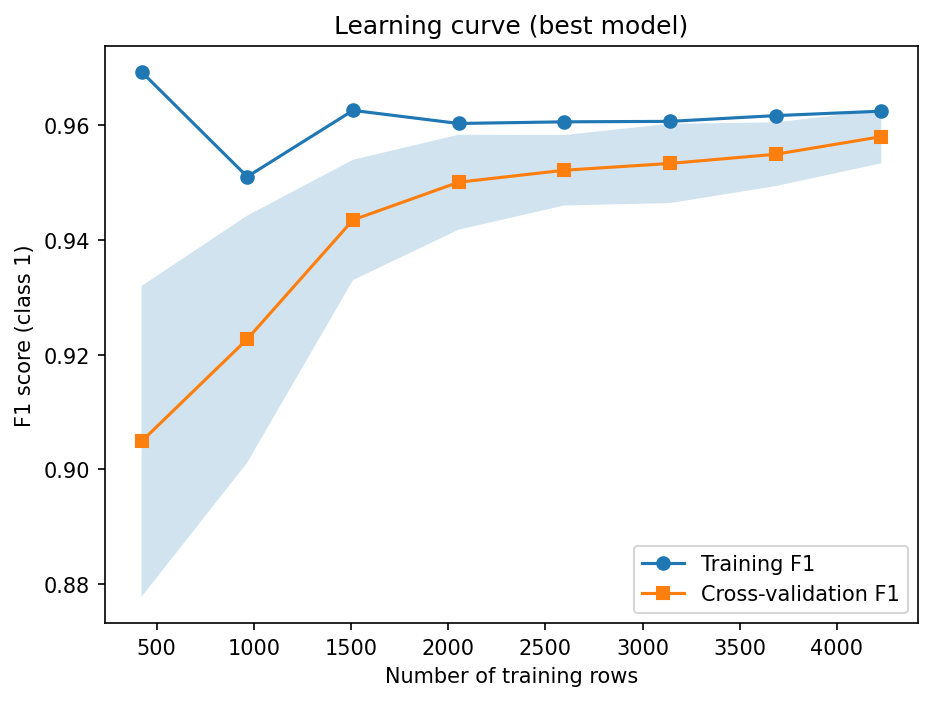 Learning curve (best model)
F1 score (class 1)
0.96
0.94
0.92
0.90
0.88
Training F1
Cross-validation F1
500 1000 1500 2000 2500 3000 3500 4000
Number of training rows